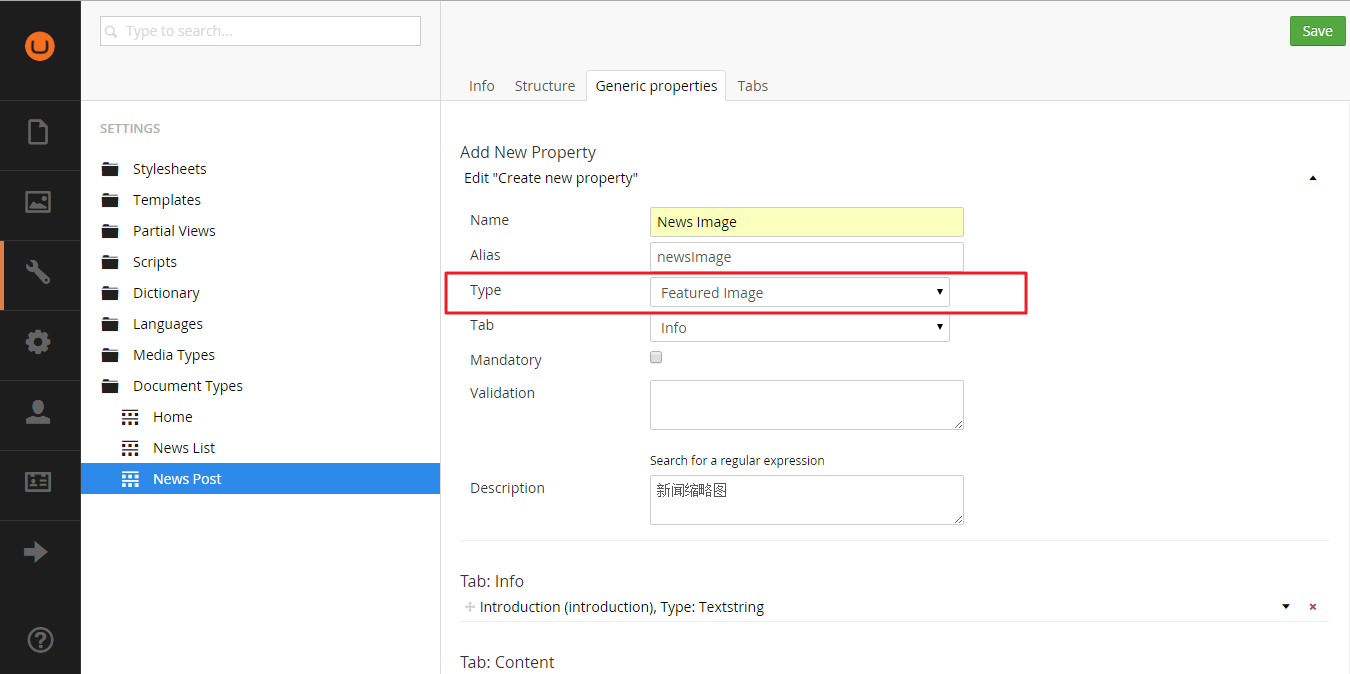 Type to search...
Save
Info Structure Generic properties Tabs
SETTINGS
Stylesheets
Templates
Partial Views
Scripts
Dictionary
Languages
Media Types
Document Types
Home
News List
News Post
Add New Property
Edit "Create new property"
Name News Image
Alias newsImage
Type Featured Image
Tab Info
Mandatory
Validation
Search for a regular expression
Description 新闻缩略图
Tab: Info
Introduction (introduction), Type: Textstring
Tab: Content